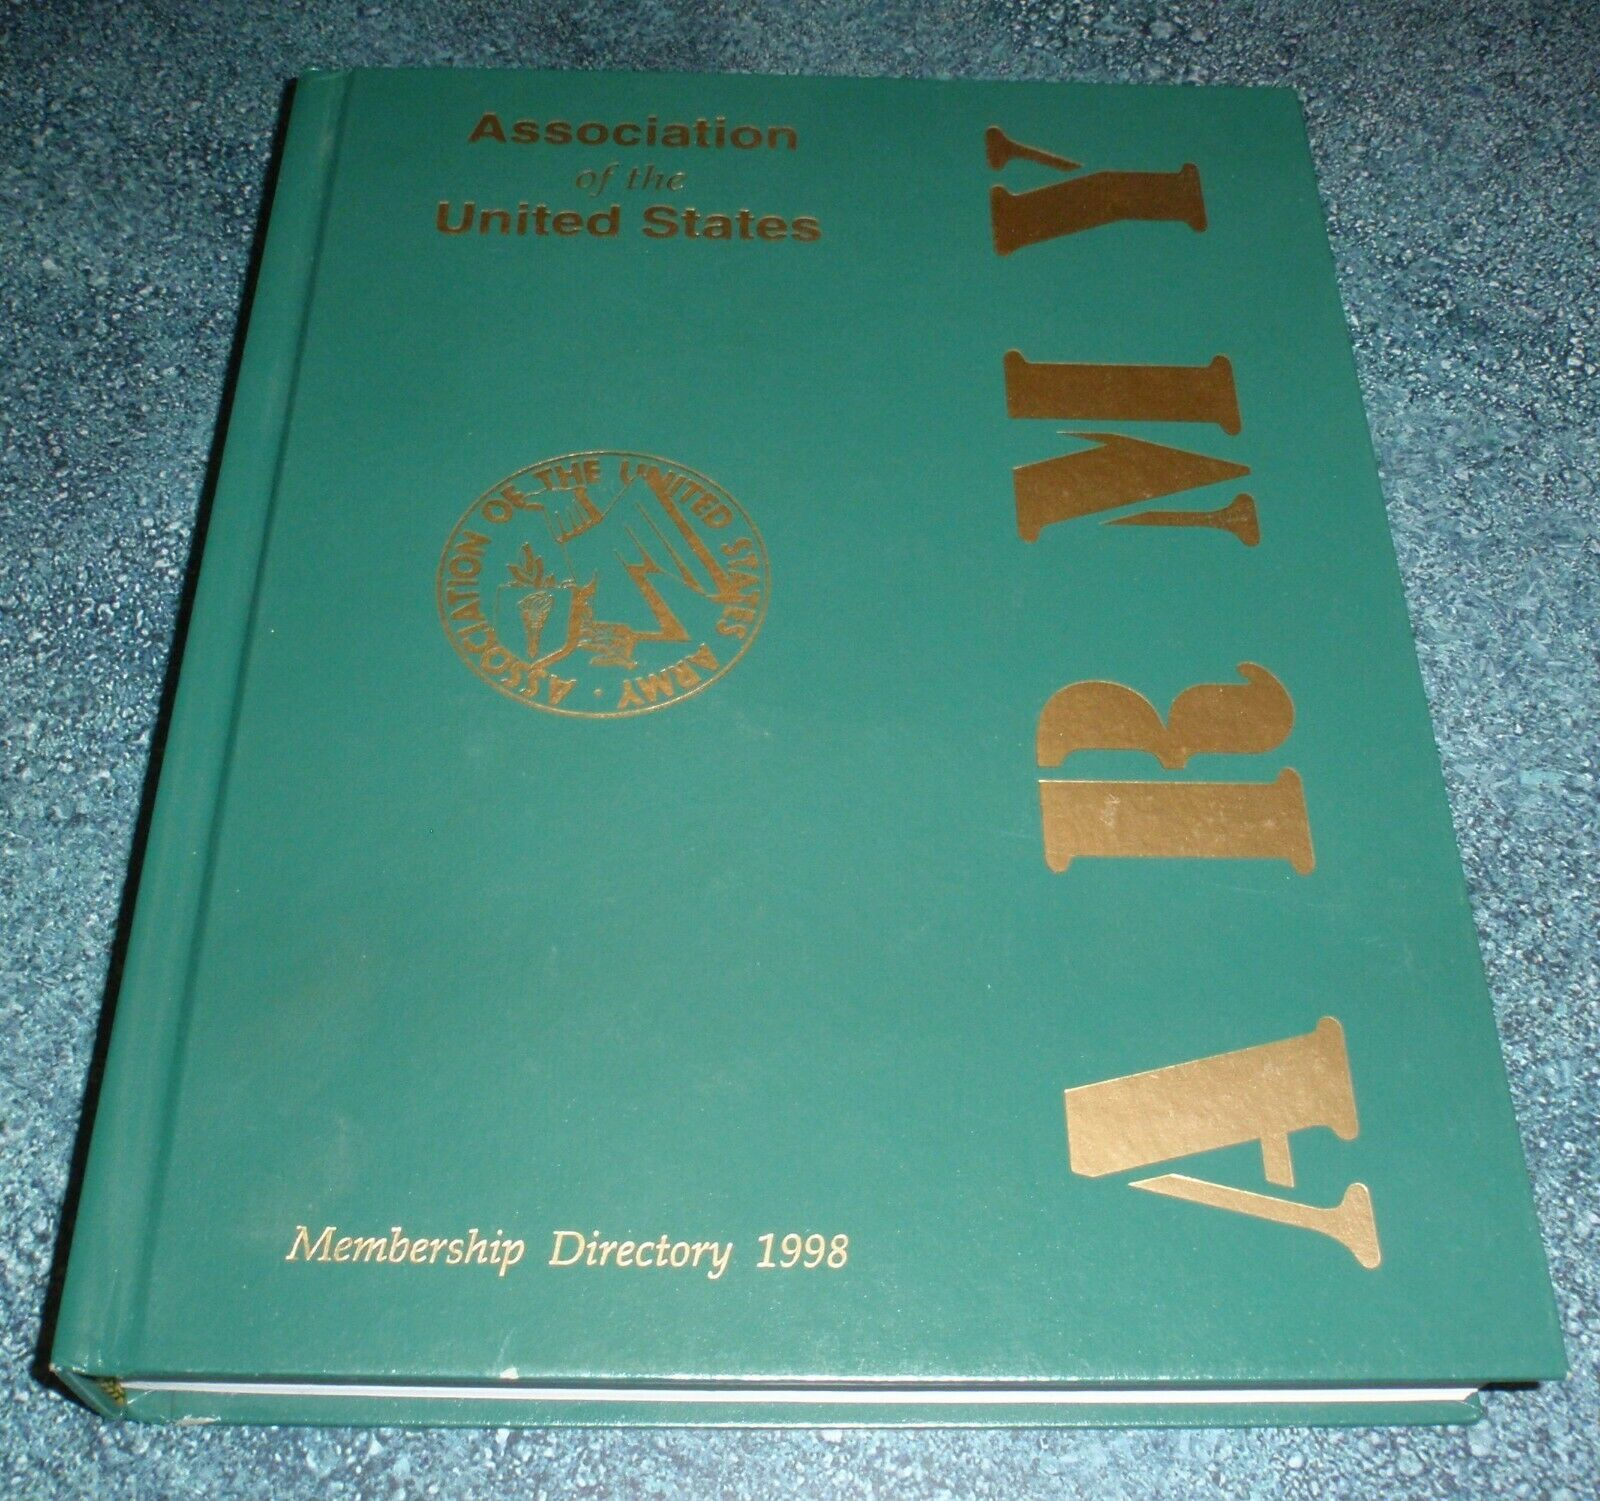 Association
of the
United States
ARMY
ASSOCIATION OF THE UNITED STATES ARMY ·
Membership Directory 1998